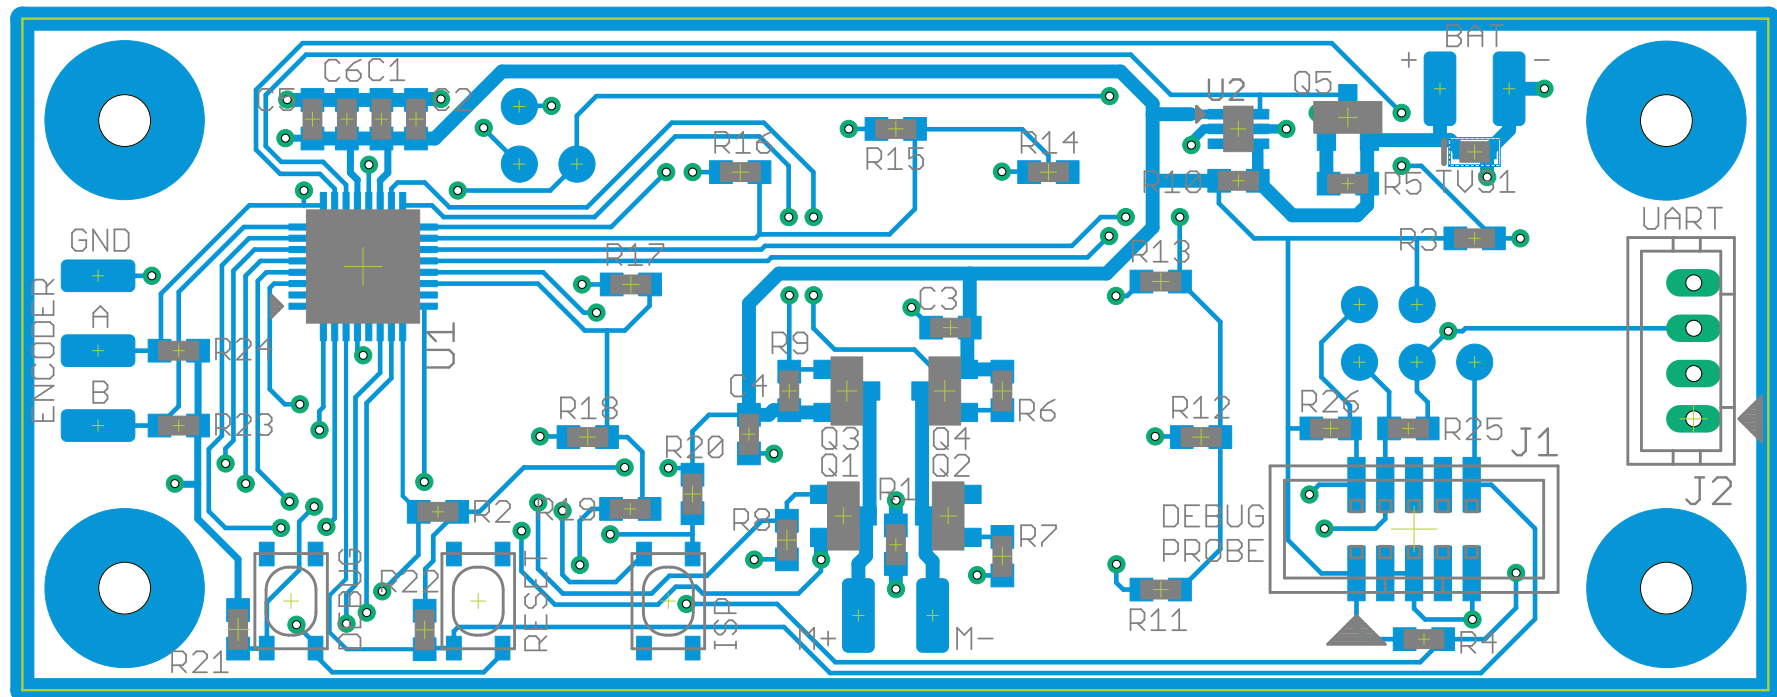 BAT
+
-
C6C1
Q5
U2
C5
C2
R16
R14
R15
R10
R5
TVS1
UART
GND
R3
R17
R13
A
C3
U1
R9
R24
ENCODER
B
C4
R18
R6
R12
R26
R23
Q3
Q4
R25
R20
J1
Q1
Q2
R1
J2
R2
R19
R8
DEBUG
PROBE
R7
DEBUG
RESET
R22
ISP
R11
M+
M-
R4
R21